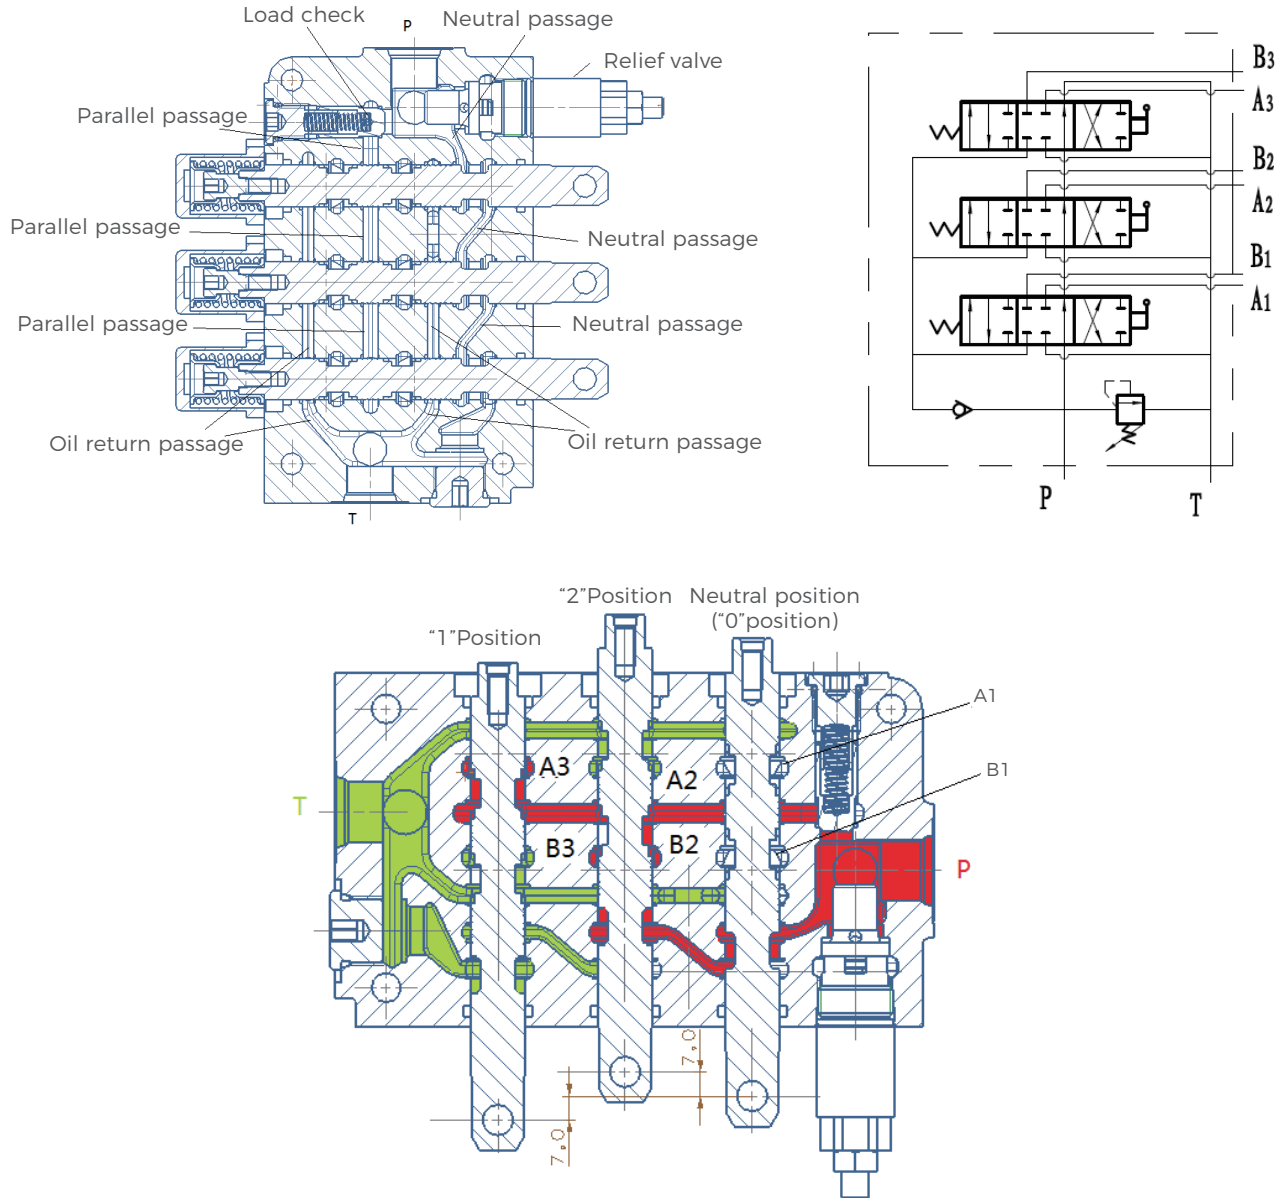 Load check
P
Neutral passage
Relief valve
Parallel passage
Parallel passage
Neutral passage
Parallel passage
Neutral passage
Oil return passage
Oil return passage
T
B3
A3
B2
A2
B1
A1
P
T
"2"Position
Neutral position
("0"position)
"1"Position
A1
A3
A2
B1
T
B3
B2
P
7,0
7,0